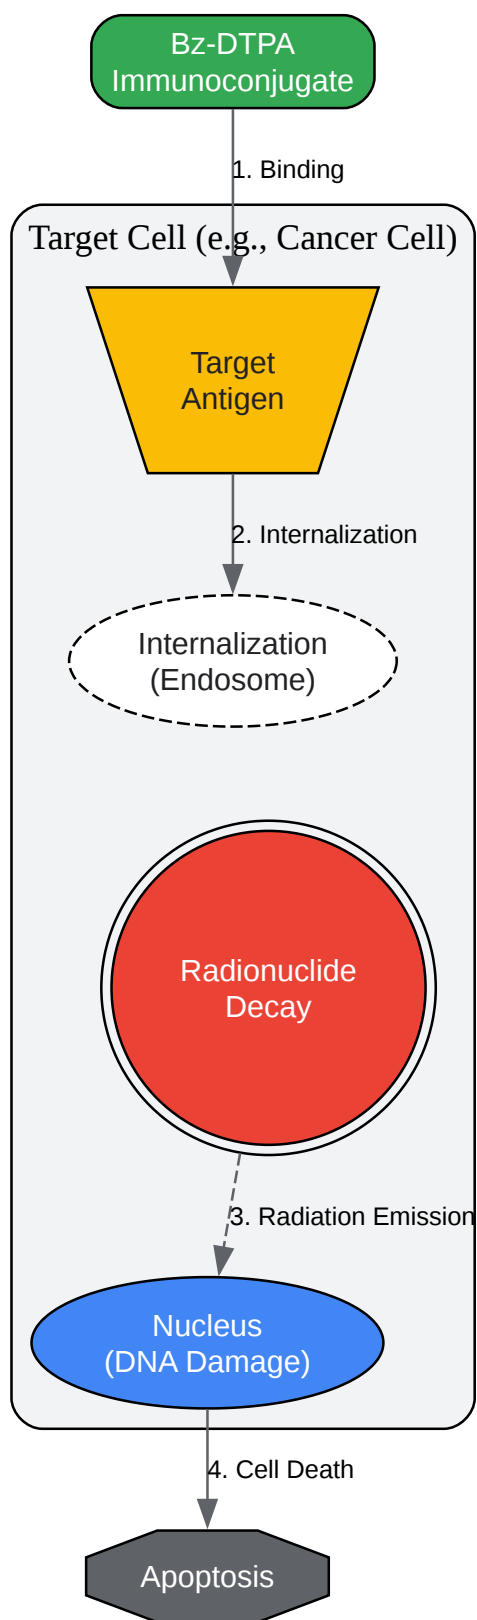 Bz-DTPA
Immunoconjugate
1. Binding
Target Cell (e.g., Cancer Cell)
Target
Antigen
2. Internalization
Internalization
(Endosome)
Radionuclide
Decay
3. Radiation Emission
Nucleus
(DNA Damage)
4. Cell Death
Apoptosis